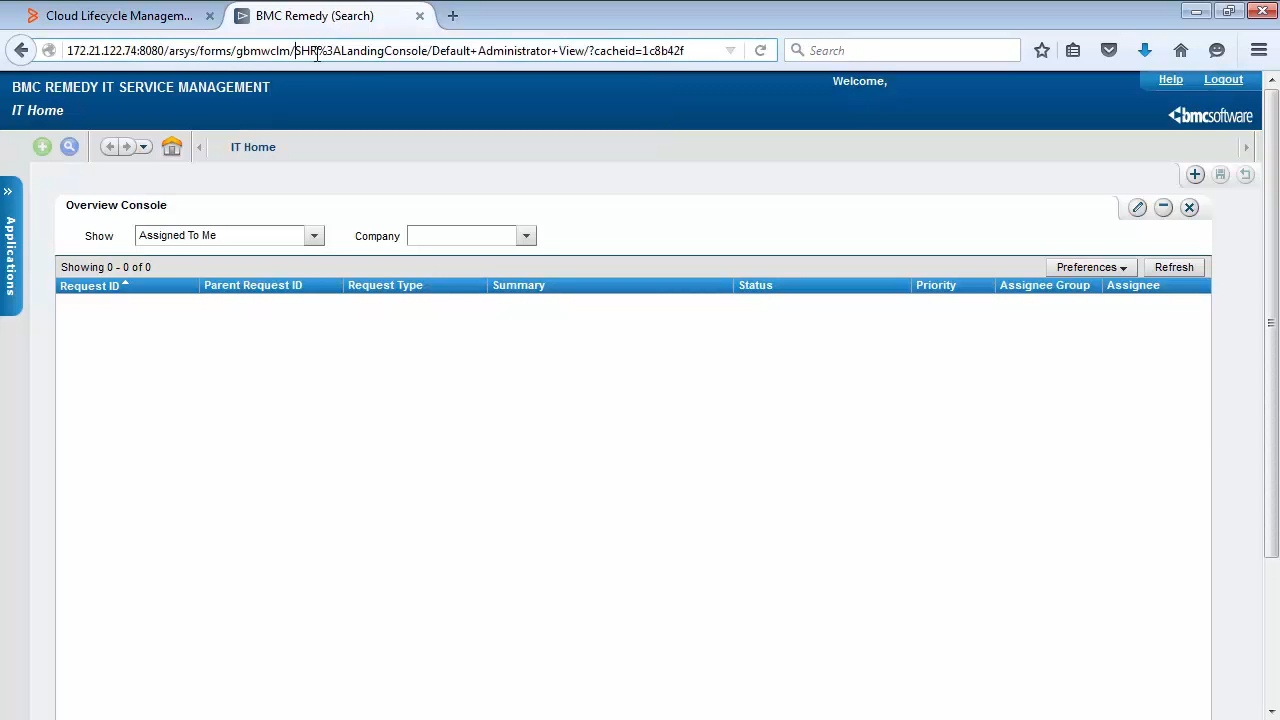 Cloud Lifecycle Managem...
BMC Remedy (Search)
172.21.122.74:8080/arsys/forms/gbmwclm/SHR%3ALandingConsole/Default+Administrator+View/?cacheid=1c8b42f
Search
BMC REMEDY IT SERVICE MANAGEMENT
Welcome,
Help
Logout
IT Home
bmcsoftware
IT Home
Applications
Overview Console
Show
Assigned To Me
Company
Showing 0 - 0 of 0
Preferences
Refresh
Request ID
Parent Request ID
Request Type
Summary
Status
Priority
Assignee Group
Assignee